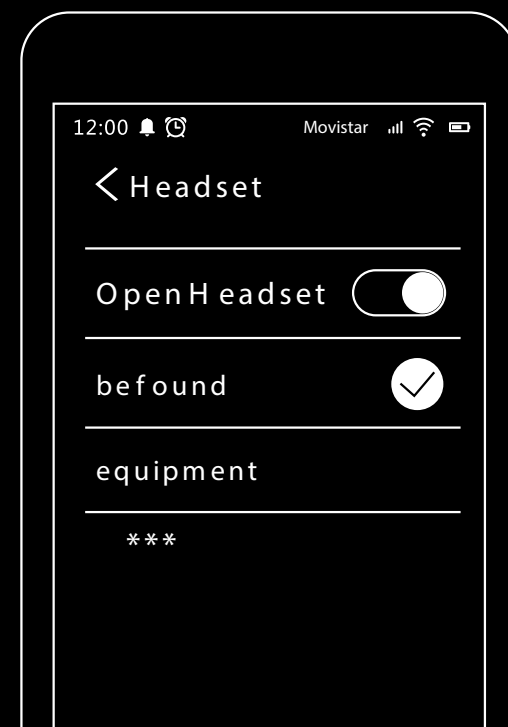 12:00 Movistar
Headset
OpenHeadset
befound
equipment
***